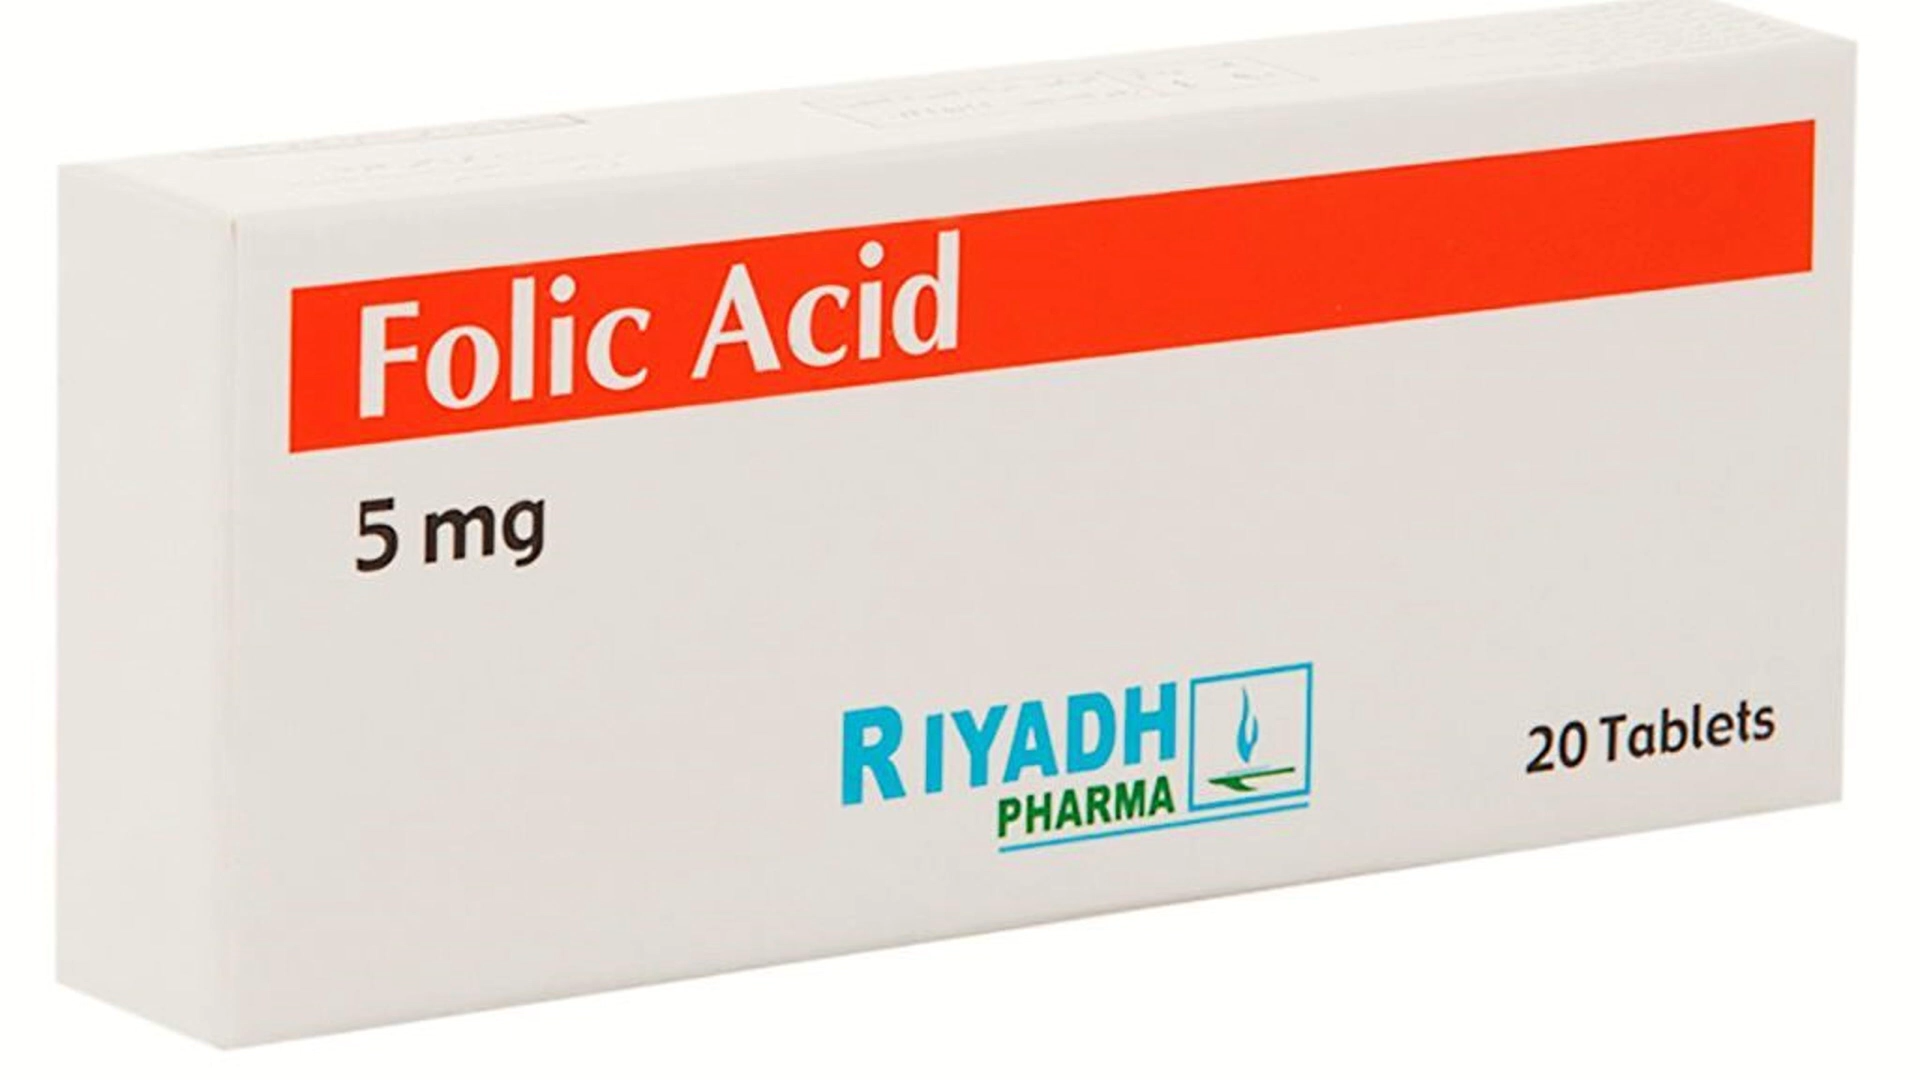 Folic Acid
5 mg
RIYADH
PHARMA
20 Tablets